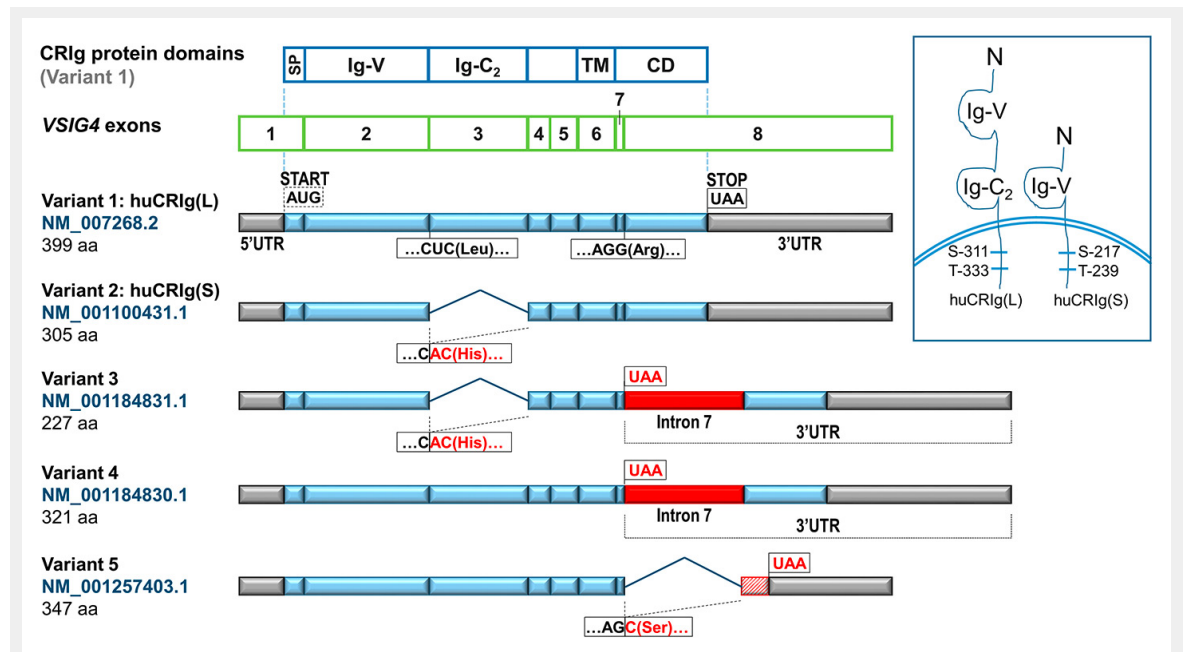 CRIg protein domains
(Variant 1)
SP
Ig-V
Ig-C2
TM
CD
VSIG4 exons
1
2
3
4
5
6
7
8
START
AUG
STOP
UAA
Variant 1: huCRIg(L)
NM_007268.2
399 aa
5'UTR
...CUC(Leu)...
...AGG(Arg)...
3'UTR
Variant 2: huCRIg(S)
NM_001100431.1
305 aa
...CAC(His)...
Variant 3
NM_001184831.1
227 aa
UAA
Intron 7
3'UTR
...CAC(His)...
Variant 4
NM_001184830.1
321 aa
UAA
Intron 7
3'UTR
Variant 5
NM_001257403.1
347 aa
UAA
...AGC(Ser)...
N
Ig-V
N
Ig-C2
Ig-V
S-311
S-217
T-333
T-239
huCRIg(L)
huCRIg(S)